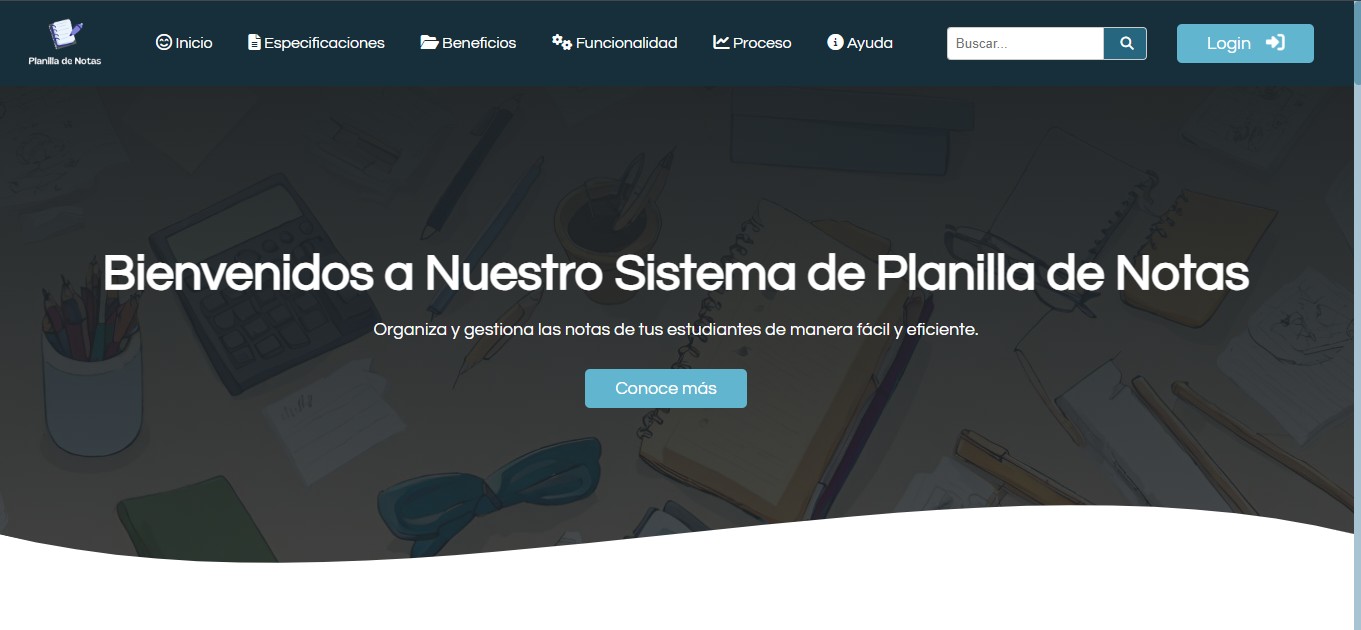 Planilla de Notas
Inicio Especificaciones Beneficios Funcionalidad Proceso Ayuda Buscar... Login
Bienvenidos a Nuestro Sistema de Planilla de Notas
Organiza y gestiona las notas de tus estudiantes de manera fácil y eficiente.
Conoce más